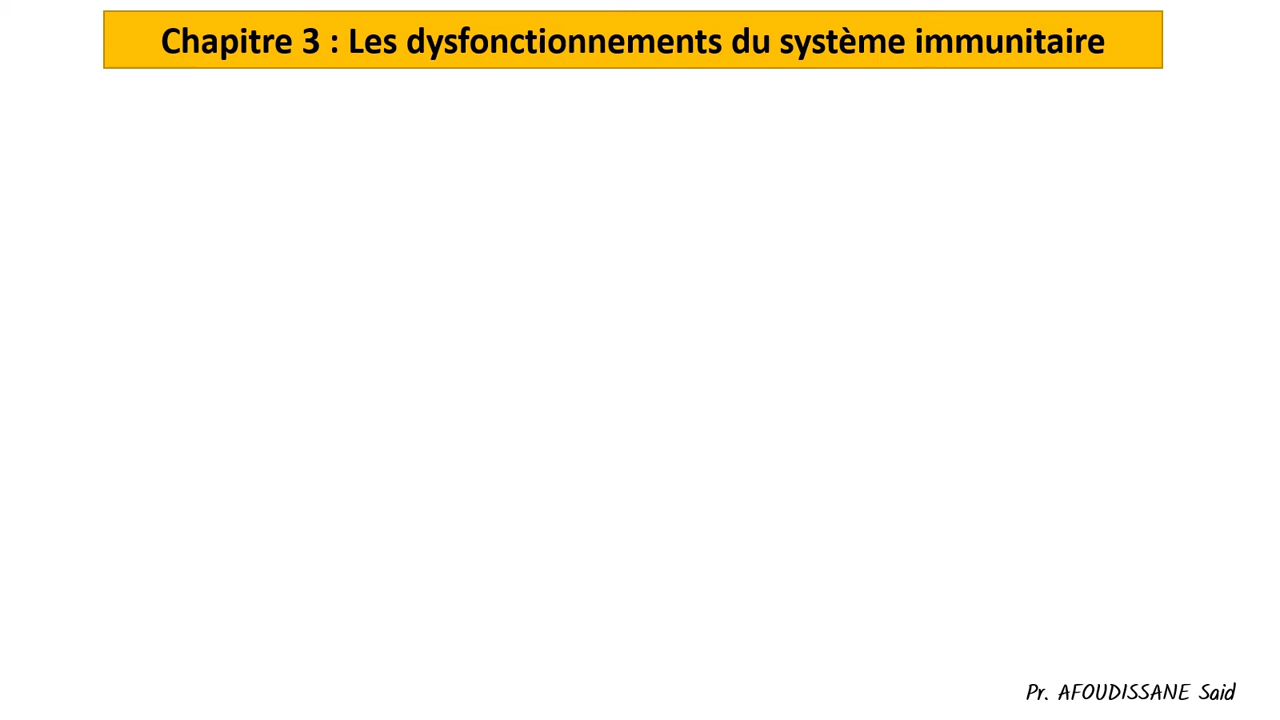 Chapitre 3 : Les dysfonctionnements du système immunitaire
Pr. AFOUDISSANE Said